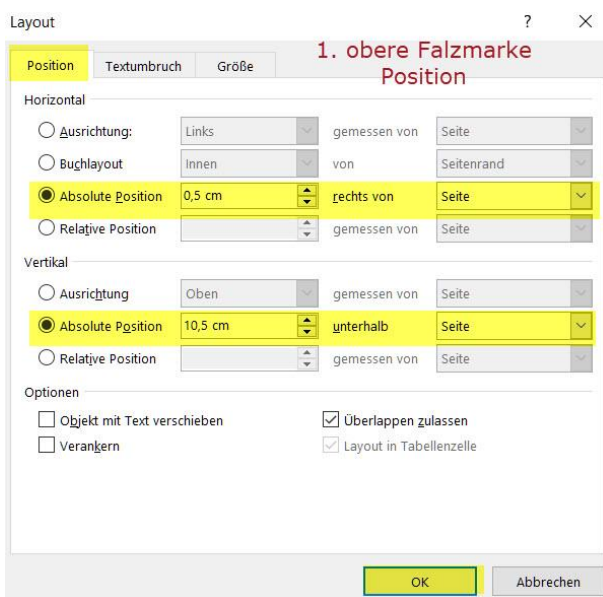 Layout ? ×
1. obere Falzmarke
Position
Position Textumbruch Größe
Horizontal
Ausrichtung: Links gemessen von Seite
Buchlayout Innen von Seitenrand
Absolute Position 0,5 cm rechts von Seite
Relative Position gemessen von Seite
Vertikal
Ausrichtung Oben gemessen von Seite
Absolute Position 10,5 cm unterhalb Seite
Relative Position gemessen von Seite
Optionen
Objekt mit Text verschieben Überlappen zulassen
Verankern Layout in Tabellenzelle
OK Abbrechen